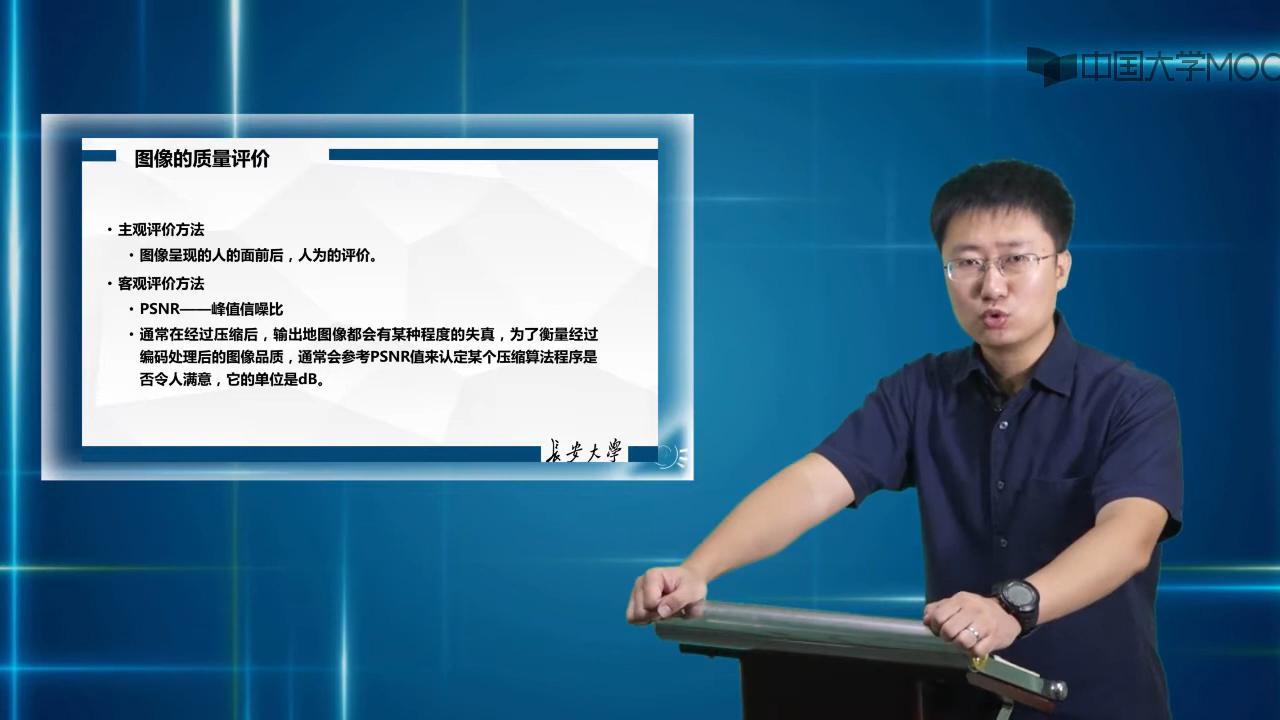 中国大学MOO
图像的质量评价
• 主观评价方法
• 图像呈现的人的面前后，人为的评价。
• 客观评价方法
• PSNR——峰值信噪比
• 通常在经过压缩后，输出地图像都会有某种程度的失真，为了衡量经过
编码处理后的图像品质，通常会参考PSNR值来认定某个压缩算法程序是
否令人满意，它的单位是dB。
長安大學